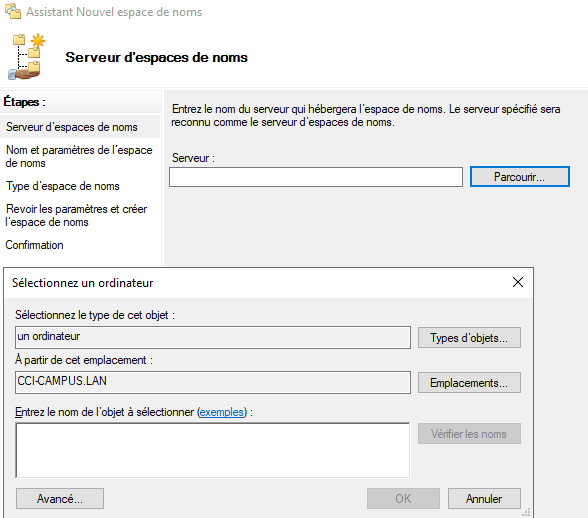 Assistant Nouvel espace de noms
Serveur d'espaces de noms
Étapes :
Serveur d'espaces de noms
Nom et paramètres de l'espace
de noms
Type d'espace de noms
Revoir les paramètres et créer
l'espace de noms
Confirmation
Entrez le nom du serveur qui hébergera l'espace de noms. Le serveur spécifié sera
reconnu comme le serveur d'espaces de noms.
Serveur :
Parcourir...
Sélectionnez un ordinateur
Sélectionnez le type de cet objet :
un ordinateur
Types d'objets...
À partir de cet emplacement :
CCI-CAMPUS.LAN
Emplacements...
Entrez le nom de l'objet à sélectionner (exemples) :
Vérifier les noms
Avancé...
OK
Annuler